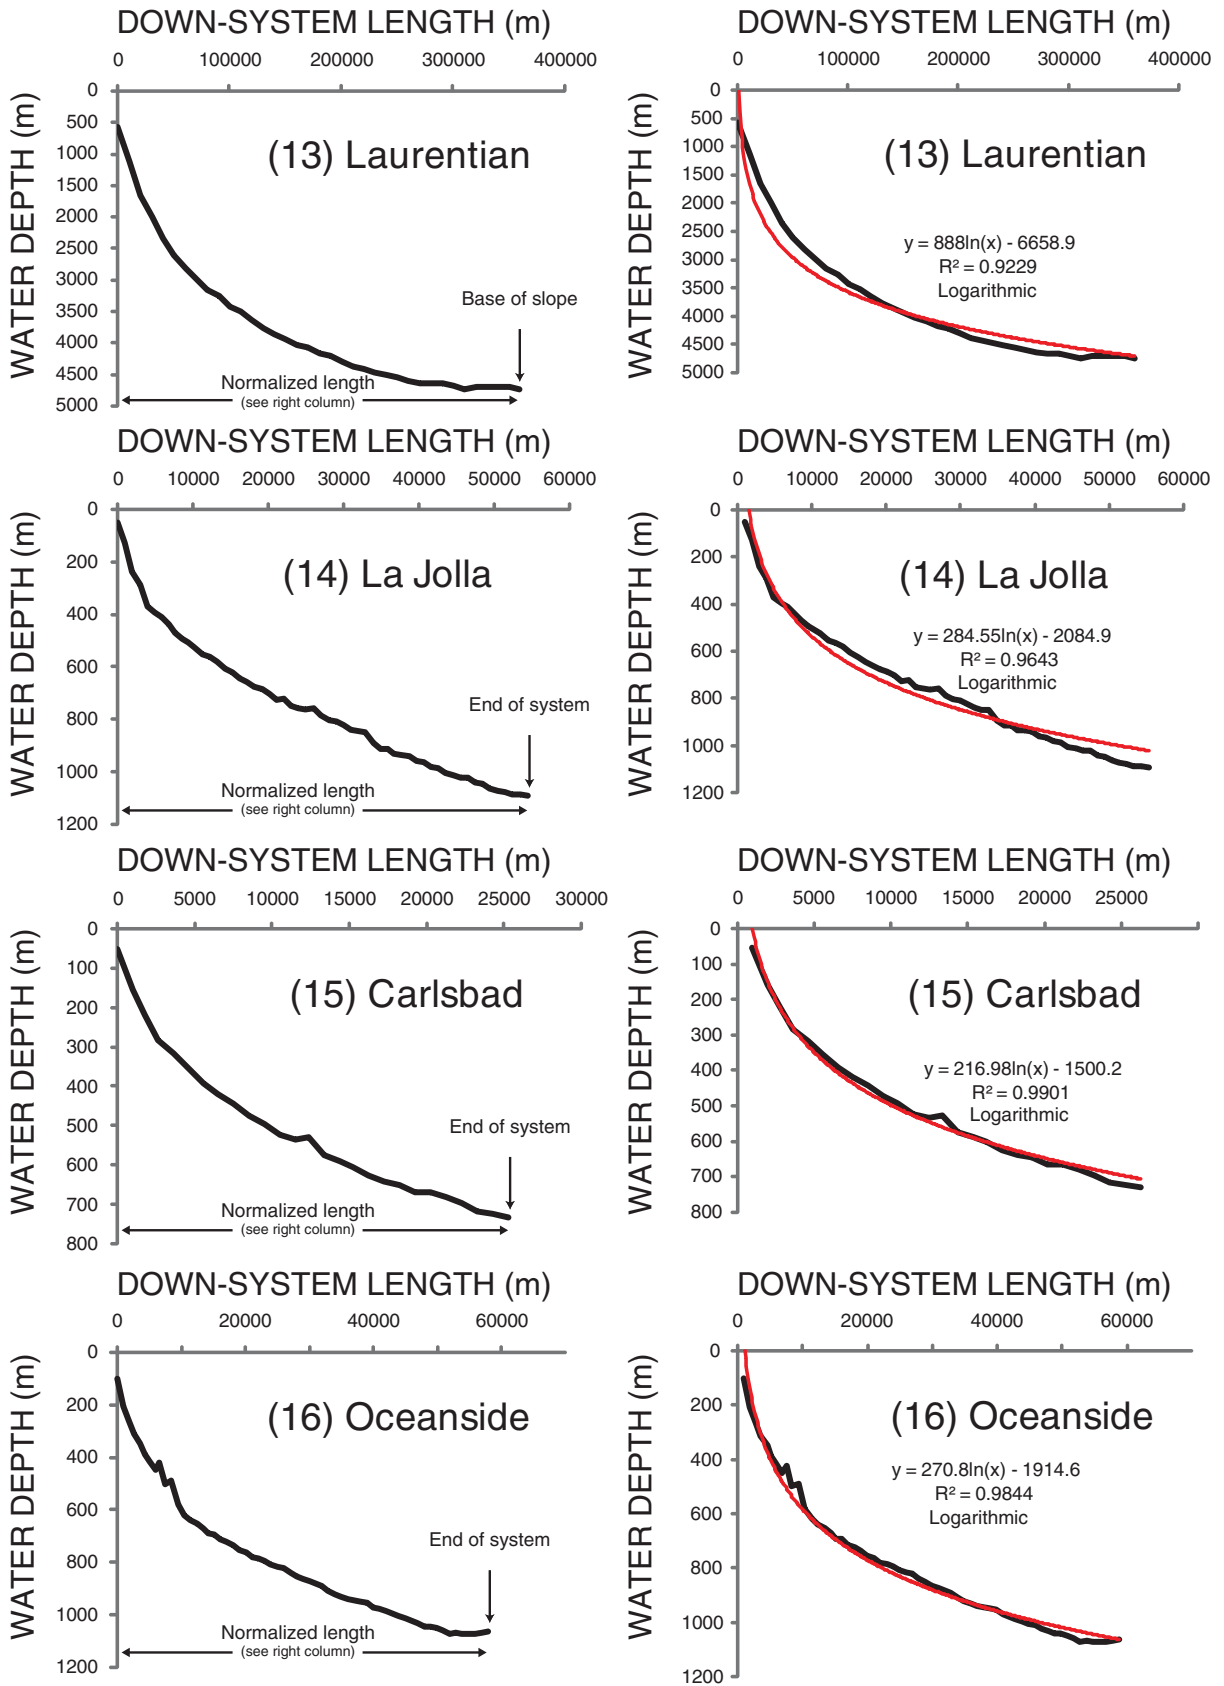 DOWN-SYSTEM LENGTH (m)
0 100000 200000 300000 400000
WATER DEPTH (m)
0
500
1000
1500
2000
2500
3000
3500
4000
4500
5000
(13) Laurentian
Base of slope
Normalized length
(see right column)
DOWN-SYSTEM LENGTH (m)
0 100000 200000 300000 400000
WATER DEPTH (m)
0
500
1000
1500
2000
2500
3000
3500
4000
4500
5000
(13) Laurentian
y = 888ln(x) - 6658.9
R² = 0.9229
Logarithmic
DOWN-SYSTEM LENGTH (m)
0 10000 20000 30000 40000 50000 60000
WATER DEPTH (m)
0
200
400
600
800
1000
1200
(14) La Jolla
End of system
Normalized length
(see right column)
DOWN-SYSTEM LENGTH (m)
0 10000 20000 30000 40000 50000 60000
WATER DEPTH (m)
0
200
400
600
800
1000
1200
(14) La Jolla
y = 284.55ln(x) - 2084.9
R² = 0.9643
Logarithmic
DOWN-SYSTEM LENGTH (m)
0 5000 10000 15000 20000 25000 30000
WATER DEPTH (m)
0
100
200
300
400
500
600
700
800
(15) Carlsbad
End of system
Normalized length
(see right column)
DOWN-SYSTEM LENGTH (m)
0 5000 10000 15000 20000 25000
WATER DEPTH (m)
0
100
200
300
400
500
600
700
800
(15) Carlsbad
y = 216.98ln(x) - 1500.2
R² = 0.9901
Logarithmic
DOWN-SYSTEM LENGTH (m)
0 20000 40000 60000
WATER DEPTH (m)
0
200
400
600
800
1000
1200
(16) Oceanside
End of system
Normalized length
(see right column)
DOWN-SYSTEM LENGTH (m)
0 20000 40000 60000
WATER DEPTH (m)
0
200
400
600
800
1000
1200
(16) Oceanside
y = 270.8ln(x) - 1914.6
R² = 0.9844
Logarithmic